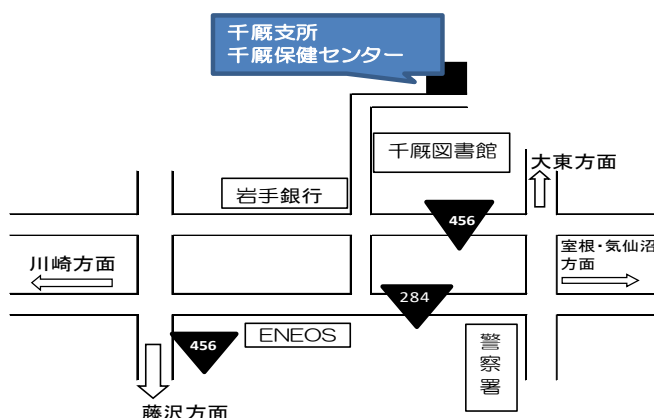 千厩支所
千厩保健センター
千厩図書館
大東方面
岩手銀行
456
川崎方面
室根・気仙沼
方面
284
ENEOS
456
警
察
署
藤沢方面